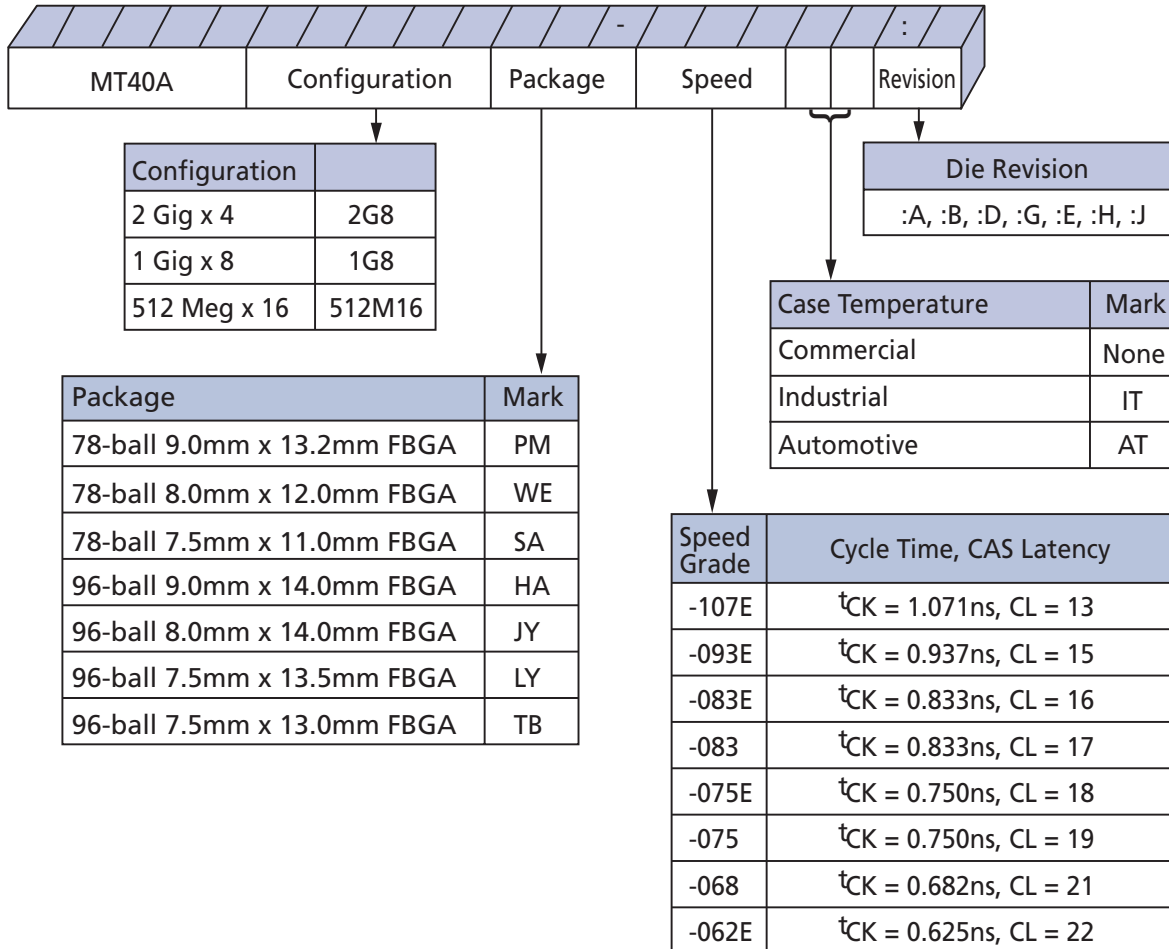 - :
MT40A Configuration Package Speed Revision
Configuration
2 Gig x 4 2G8
1 Gig x 8 1G8
512 Meg x 16 512M16
Die Revision
:A, :B, :D, :G, :E, :H, :J
Case Temperature Mark
Commercial None
Industrial IT
Automotive AT
Package Mark
78-ball 9.0mm x 13.2mm FBGA PM
78-ball 8.0mm x 12.0mm FBGA WE
78-ball 7.5mm x 11.0mm FBGA SA
96-ball 9.0mm x 14.0mm FBGA HA
96-ball 8.0mm x 14.0mm FBGA JY
96-ball 7.5mm x 13.5mm FBGA LY
96-ball 7.5mm x 13.0mm FBGA TB
Speed Grade Cycle Time, CAS Latency
-107E tCK = 1.071ns, CL = 13
-093E tCK = 0.937ns, CL = 15
-083E tCK = 0.833ns, CL = 16
-083 tCK = 0.833ns, CL = 17
-075E tCK = 0.750ns, CL = 18
-075 tCK = 0.750ns, CL = 19
-068 tCK = 0.682ns, CL = 21
-062E tCK = 0.625ns, CL = 22